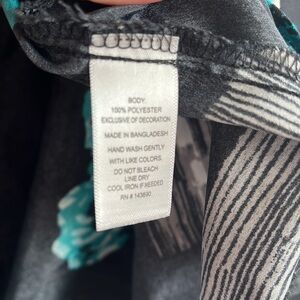 BODY:
100% POLYESTER
EXCLUSIVE OF DECORATION
MADE IN BANGLADESH
HAND WASH GENTLY
WITH LIKE COLORS.
DO NOT BLEACH
LINE DRY
COOL IRON IF NEEDED
RN # 143890